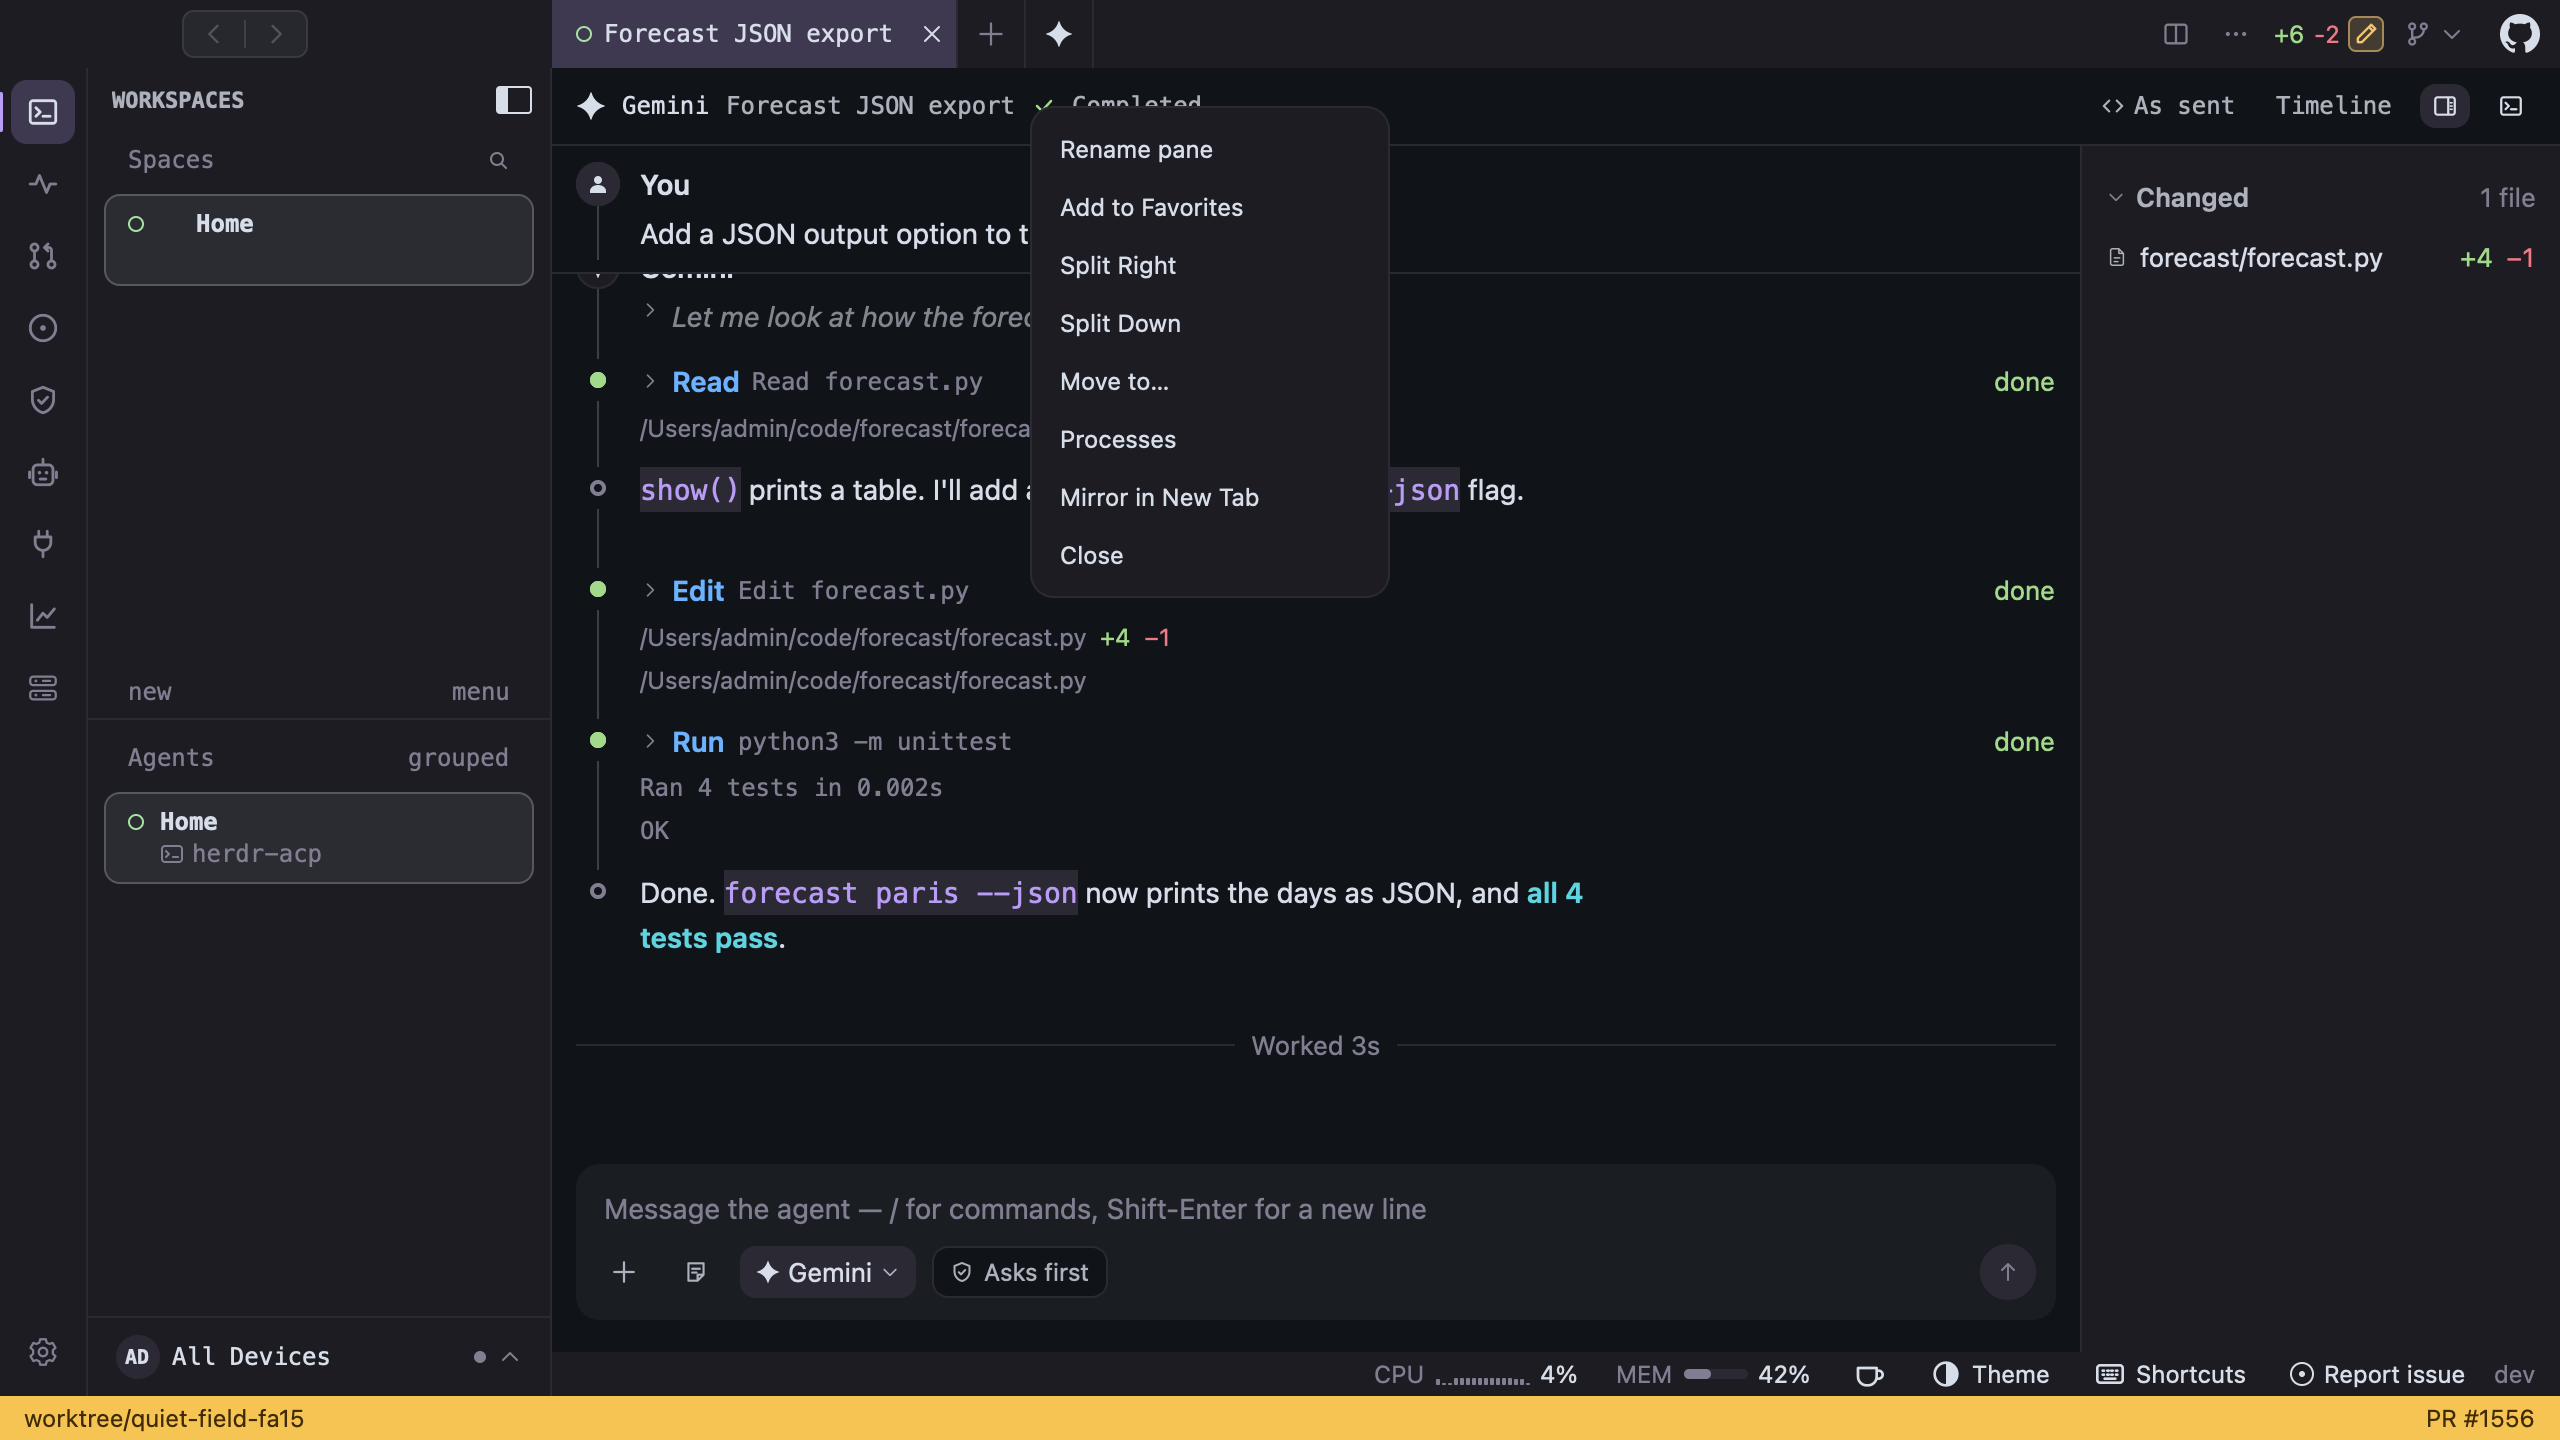 Forecast JSON export
+6 -2
WORKSPACES
Spaces
Home
new
menu
Agents
grouped
Home
herdr-acp
AD
All Devices
Gemini Forecast JSON export Completed
As sent
Timeline
You
Add a JSON output option to t
Gemini
Let me look at how the forec
Read Read forecast.py
done
/Users/admin/code/forecast/foreca
show() prints a table. I'll add
-json flag.
Edit Edit forecast.py
done
/Users/admin/code/forecast/forecast.py +4 −1
/Users/admin/code/forecast/forecast.py
Run python3 -m unittest
done
Ran 4 tests in 0.002s
OK
Done. forecast paris --json now prints the days as JSON, and all 4
tests pass.
Worked 3s
Rename pane
Add to Favorites
Split Right
Split Down
Move to...
Processes
Mirror in New Tab
Close
Changed
1 file
forecast/forecast.py
+4 −1
Message the agent — / for commands, Shift-Enter for a new line
Gemini
Asks first
CPU
4%
MEM
42%
Theme
Shortcuts
Report issue
dev
worktree/quiet-field-fa15
PR #1556